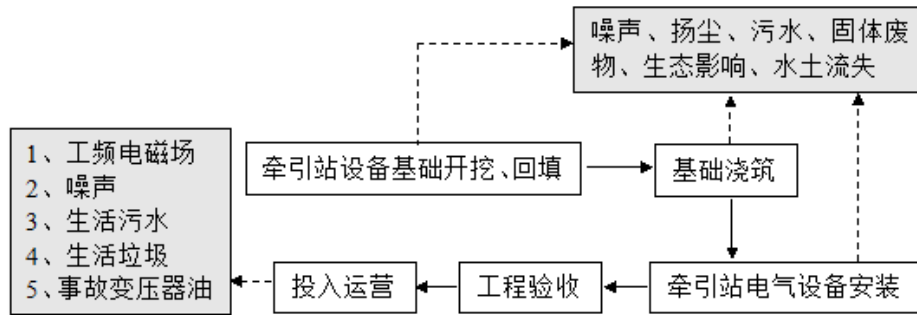 噪声、扬尘、污水、固体废
物、生态影响、水土流失
1、工频电磁场
2、噪声
3、生活污水
4、生活垃圾
5、事故变压器油
牵引站设备基础开挖、回填
基础浇筑
投入运营
工程验收
牵引站电气设备安装